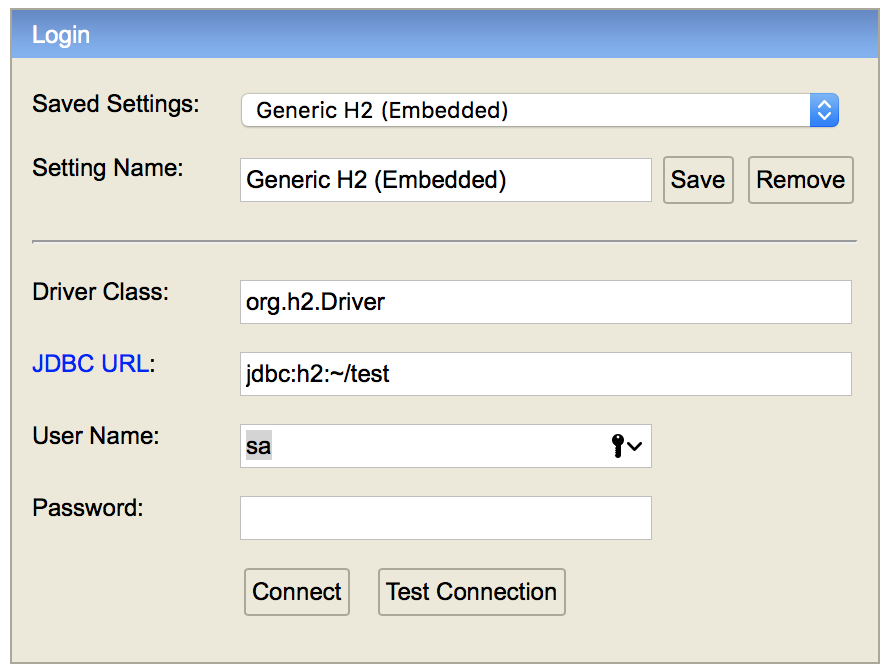 Login
Saved Settings: Generic H2 (Embedded)
Setting Name: Generic H2 (Embedded) Save Remove
Driver Class: org.h2.Driver
JDBC URL: jdbc:h2:~/test
User Name: sa
Password:
Connect Test Connection